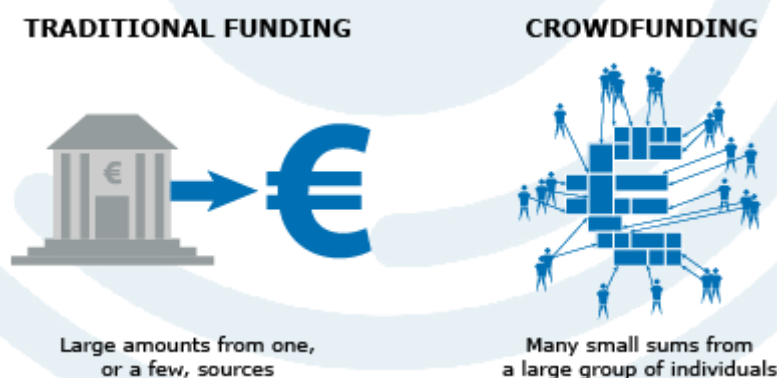 TRADITIONAL FUNDING
CROWDFUNDING
€
€
Large amounts from one,
or a few, sources
Many small sums from
a large group of individuals